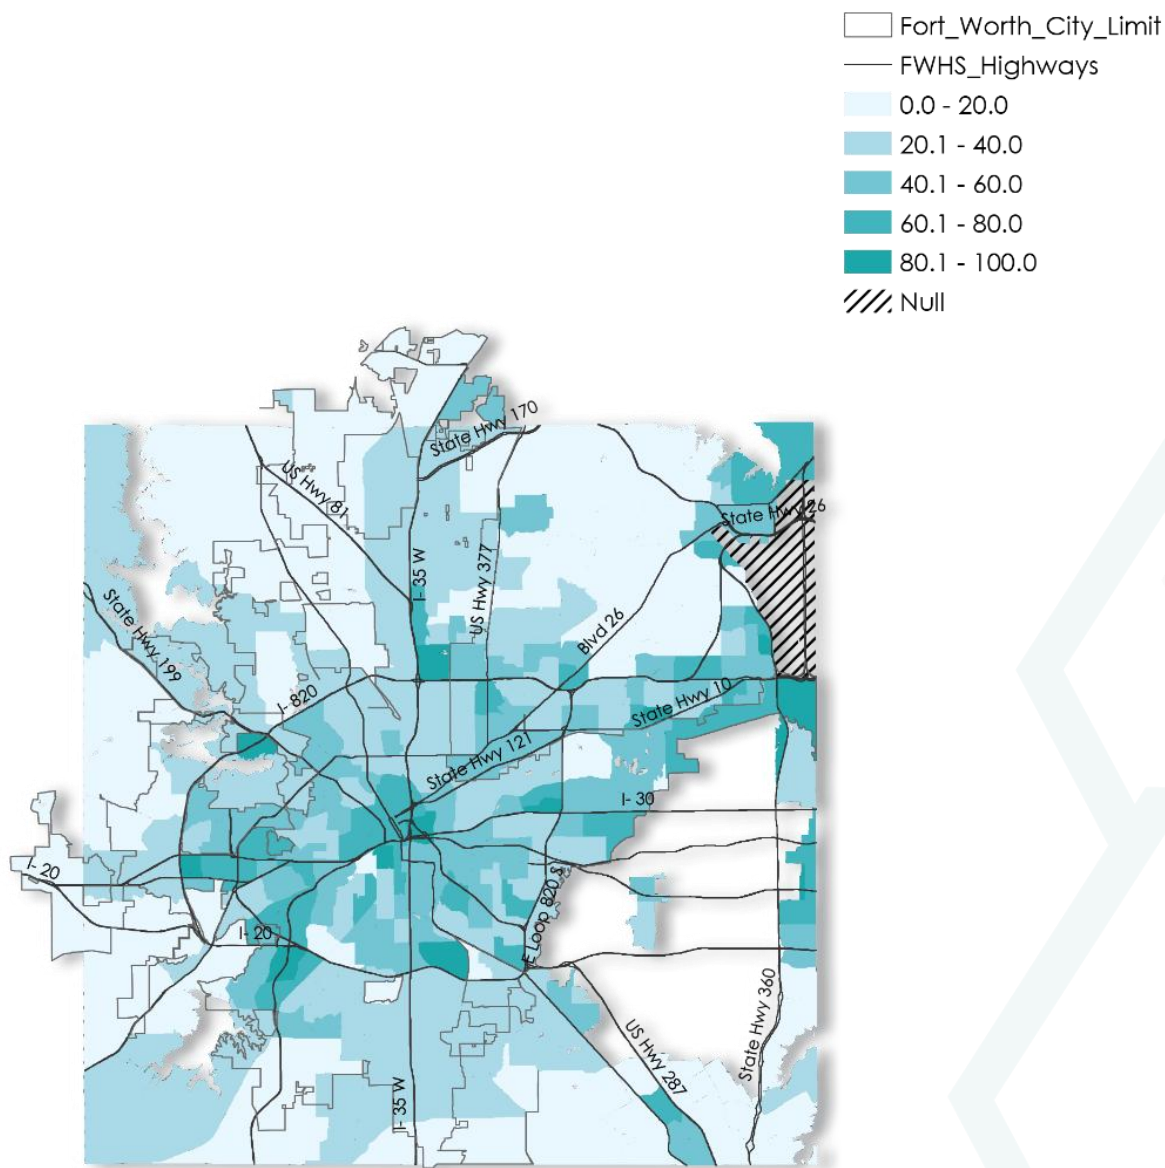 Fort_Worth_City_Limit
FWHS_Highways
0.0 - 20.0
20.1 - 40.0
40.1 - 60.0
60.1 - 80.0
80.1 - 100.0
Null
State Hwy 170
US Hwy 81
State Hwy 26
I- 35 W
US Hwy 377
State Hwy 199
Blvd 26
I- 820
State Hwy 10
State Hwy 121
I- 30
I- 20
E Loop 820 S
I- 20
State Hwy 360
US Hwy 287
I- 35 W